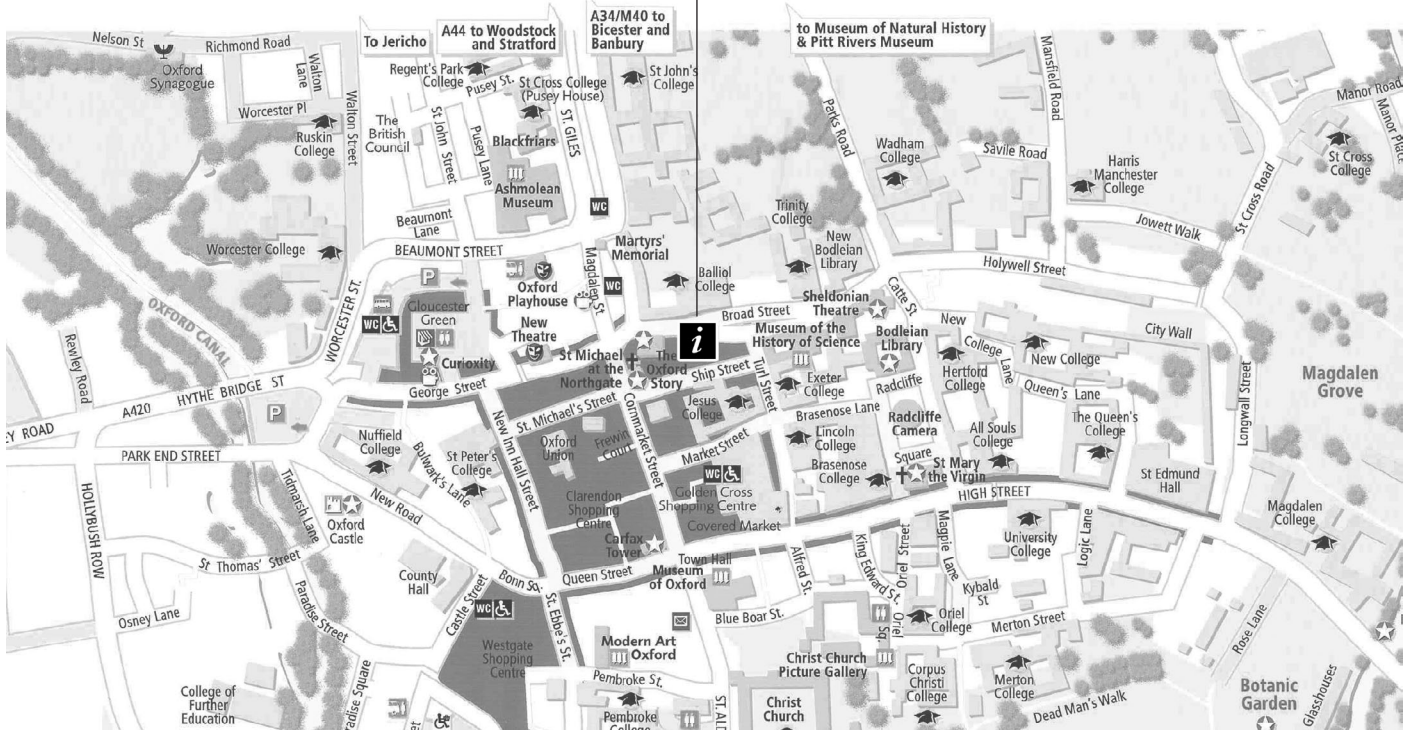 A34/M40 to
Bicester and
Banbury
A44 to Woodstock
and Stratford
To Jericho
to Museum of Natural History
& Pitt Rivers Museum
Nelson St
Richmond Road
Oxford
Synagogue
Walton
Lane
Worcester Pl
Ruskin
College
Walton Street
The
British
Council
Regent's Park
College
Pusey St.
St Cross College
(Pusey House)
St John's
College
St John Street
Pusey Lane
Blackfriars
ST. GILES
Ashmolean
Museum
WC
Beaumont
Lane
BEAUMONT STREET
Worcester College
Martyrs'
Memorial
Magdalen St.
WC
Balliol
College
Trinity
College
New
Bodleian
Library
Parks Road
Wadham
College
Savile Road
Mansfield Road
Harris
Manchester
College
Manor Road
Manor Place
St Cross
College
St Cross Road
Jowett Walk
Holywell Street
OXFORD CANAL
WORCESTER ST.
P
WC
Gloucester
Green
Oxford
Playhouse
New
Theatre
Curioxity
George Street
St Michael
at the
Northgate
The
Oxford
Story
i
Broad Street
Sheldonian
Theatre
Museum of the
History of Science
Catte St.
Bodleian
Library
New
College
Lane
Hertford
College
New College
City Wall
Queen's Lane
Longwall Street
Magdalen
Grove
Rewley Road
HYTHE BRIDGE ST
A420
EY ROAD
P
PARK END STREET
Ship Street
Turl Street
Exeter
College
Jesus
College
Radcliffe
Brasenose Lane
Radcliffe
Camera
Square
Lincoln
College
Brasenose
College
All Souls
College
The Queen's
College
St Mary
the Virgin
HIGH STREET
St Edmund
Hall
Magdalen
College
St. Michael's Street
Cornmarket Street
New Inn Hall Street
Oxford
Union
Frewin
Court
Market Street
WC
Golden Cross
Shopping Centre
Covered Market
Clarendon
Shopping
Centre
Carfax
Tower
Nuffield
College
Bulwark's Lane
St Peter's
College
New Road
Tidmarsh Lane
Oxford
Castle
HOLYBUSH ROW
St Thomas' Street
Osney Lane
Paradise Street
County
Hall
Castle Street
Bonn Sq.
Queen Street
St. Ebbe's St.
WC
Westgate
Shopping
Centre
Town Hall
Museum
of Oxford
Alfred St.
King Edward St.
Oriel Street
Magpie Lane
University
College
Logic Lane
Kybald
St
Oriel
College
Oriel
Sq.
Blue Boar St.
Merton Street
Rose Lane
Modern Art
Oxford
Pembroke St.
Pembroke
College
ST. ALD
Christ Church
Picture Gallery
Christ
Church
Corpus
Christi
College
Merton
College
Dead Man's Walk
Botanic
Garden
Glasshouses
College of
Further
Education
radise Square